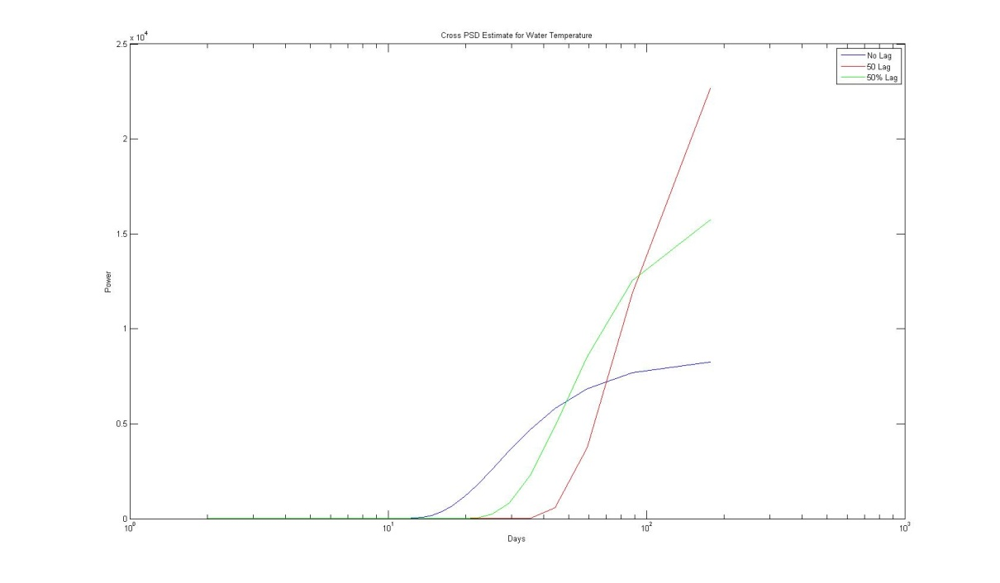 Cross PSD Estimate for Water Temperature
x 10^4
2.5
2
1.5
1
0.5
0
Power
No Lag
50 Lag
50% Lag
10^0
10^1
10^2
10^3
Days